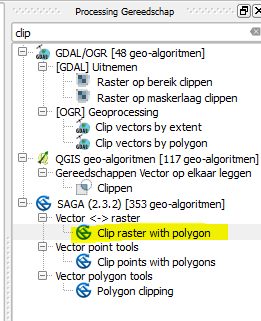 Processing Gereedschap
clip
GDAL/OGR [48 geo-algoritmen]
[GDAL] Uitnemen
Raster op bereik clippen
Raster op maskerlaag clippen
[OGR] Geoprocessing
Clip vectors by extent
Clip vectors by polygon
QGIS geo-algoritmen [117 geo-algoritmen]
Gereedschappen Vector op elkaar leggen
Clippen
SAGA (2.3.2) [353 geo-algoritmen]
Vector <-> raster
Clip raster with polygon
Vector point tools
Clip points with polygons
Vector polygon tools
Polygon clipping